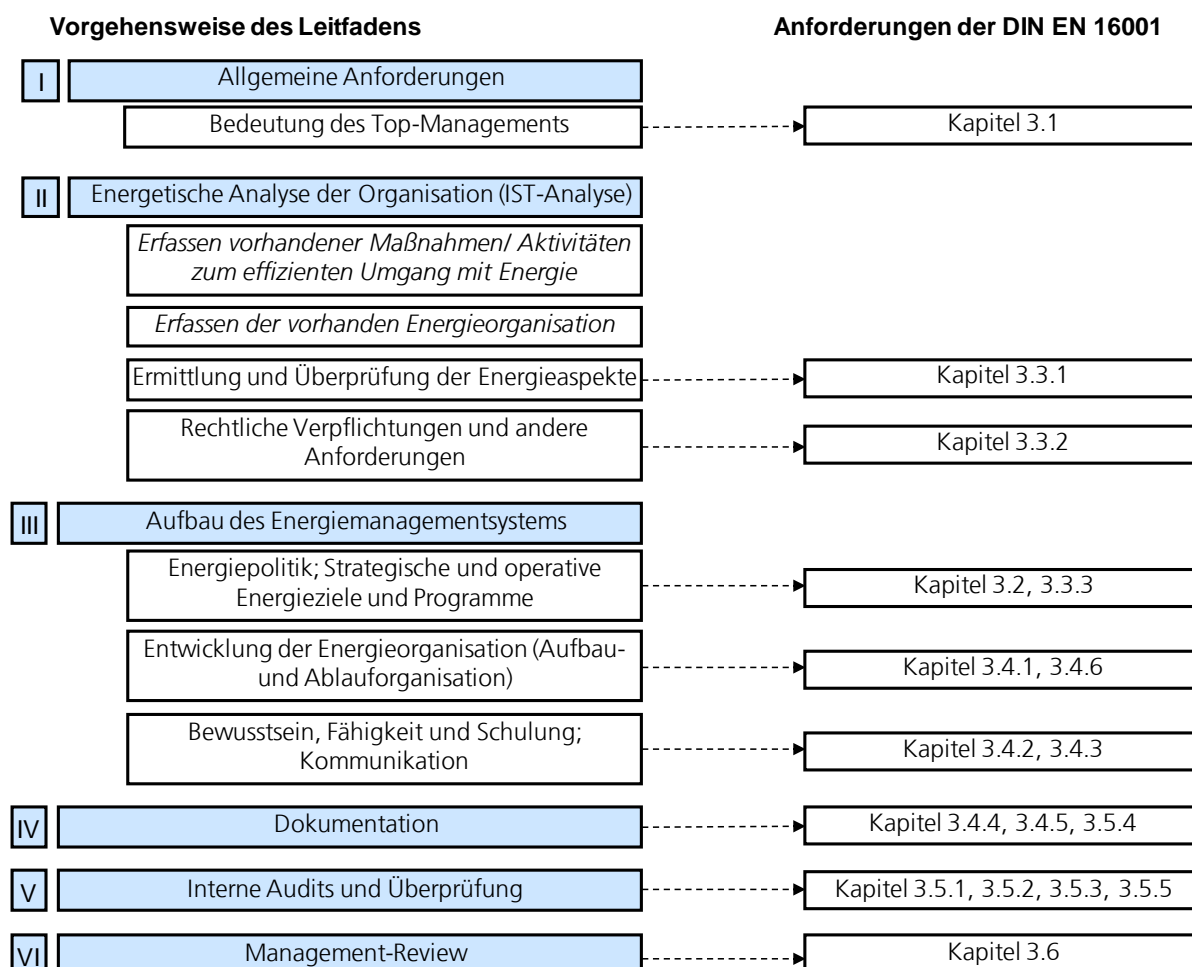 Vorgehensweise des Leitfadens
Anforderungen der DIN EN 16001
I
Allgemeine Anforderungen
Bedeutung des Top-Managements
Kapitel 3.1
II
Energetische Analyse der Organisation (IST-Analyse)
Erfassen vorhandener Maßnahmen/ Aktivitäten
zum effizienten Umgang mit Energie
Erfassen der vorhanden Energieorganisation
Ermittlung und Überprüfung der Energieaspekte
Kapitel 3.3.1
Rechtliche Verpflichtungen und andere
Anforderungen
Kapitel 3.3.2
III
Aufbau des Energiemanagementsystems
Energiepolitik; Strategische und operative
Energieziele und Programme
Kapitel 3.2, 3.3.3
Entwicklung der Energieorganisation (Aufbau-
und Ablauforganisation)
Kapitel 3.4.1, 3.4.6
Bewusstsein, Fähigkeit und Schulung;
Kommunikation
Kapitel 3.4.2, 3.4.3
IV
Dokumentation
Kapitel 3.4.4, 3.4.5, 3.5.4
V
Interne Audits und Überprüfung
Kapitel 3.5.1, 3.5.2, 3.5.3, 3.5.5
VI
Management-Review
Kapitel 3.6